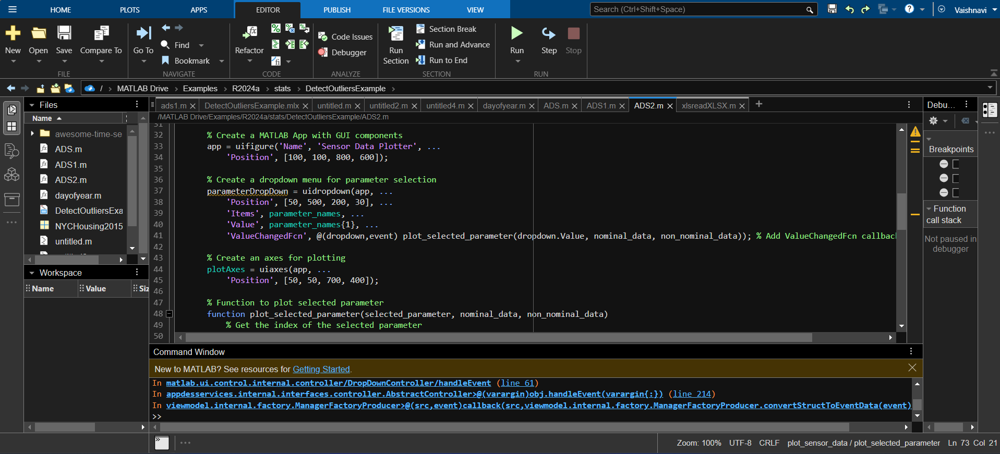 HOME PLOTS APPS EDITOR PUBLISH FILE VERSIONS VIEW Search (Ctrl+Shift+Space) Vaishnavi
New Open Save Compare To Go To Find Bookmark Refactor Code Issues Debugger Run Section Section Break Run and Advance Run to End Run Step Stop
FILE NAVIGATE CODE ANALYZE SECTION RUN
/ › MATLAB Drive › Examples › R2024a › stats › DetectOutliersExample ›
Files
Name
awesome-time-se
ADS.m
ADS1.m
ADS2.m
dayofyear.m
DetectOutliersExa
NYCHousing2015
untitled.m
Workspace
Name Value Siz
ads1.m DetectOutliersExample.mlx untitled.m untitled2.m untitled4.m dayofyear.m ADS.m ADS1.m ADS2.m xlsreadXLSX.m
/MATLAB Drive/Examples/R2024a/stats/DetectOutliersExample/ADS2.m
31
32 % Create a MATLAB App with GUI components
33 app = uifigure('Name', 'Sensor Data Plotter', ...
34 'Position', [100, 100, 800, 600]);
35
36 % Create a dropdown menu for parameter selection
37 parameterDropDown = uidropdown(app, ...
38 'Position', [50, 500, 200, 30], ...
39 'Items', parameter_names, ...
40 'Value', parameter_names{1}, ...
41 'ValueChangedFcn', @(dropdown,event) plot_selected_parameter(dropdown.Value, nominal_data, non_nominal_data)); % Add ValueChangedFcn callbac
42
43 % Create an axes for plotting
44 plotAxes = uiaxes(app, ...
45 'Position', [50, 50, 700, 400]);
46
47 % Function to plot selected parameter
48 function plot_selected_parameter(selected_parameter, nominal_data, non_nominal_data)
49 % Get the index of the selected parameter
50
Command Window
New to MATLAB? See resources for Getting Started.
In matlab.ui.control.internal.controller/DropDownController/handleEvent (line 61)
In appdesservices.internal.interfaces.controller.AbstractController>@(varargin)obj.handleEvent(varargin{:}) (line 214)
In viewmodel.internal.factory.ManagerFactoryProducer>@(src,event)callback(src,viewmodel.internal.factory.ManagerFactoryProducer.convertStructToEventData(event)
>>
Debu...
Breakpoints
Function
call stack
Not paused in
debugger
Zoom: 100% UTF-8 CRLF plot_sensor_data / plot_selected_parameter Ln 73 Col 21